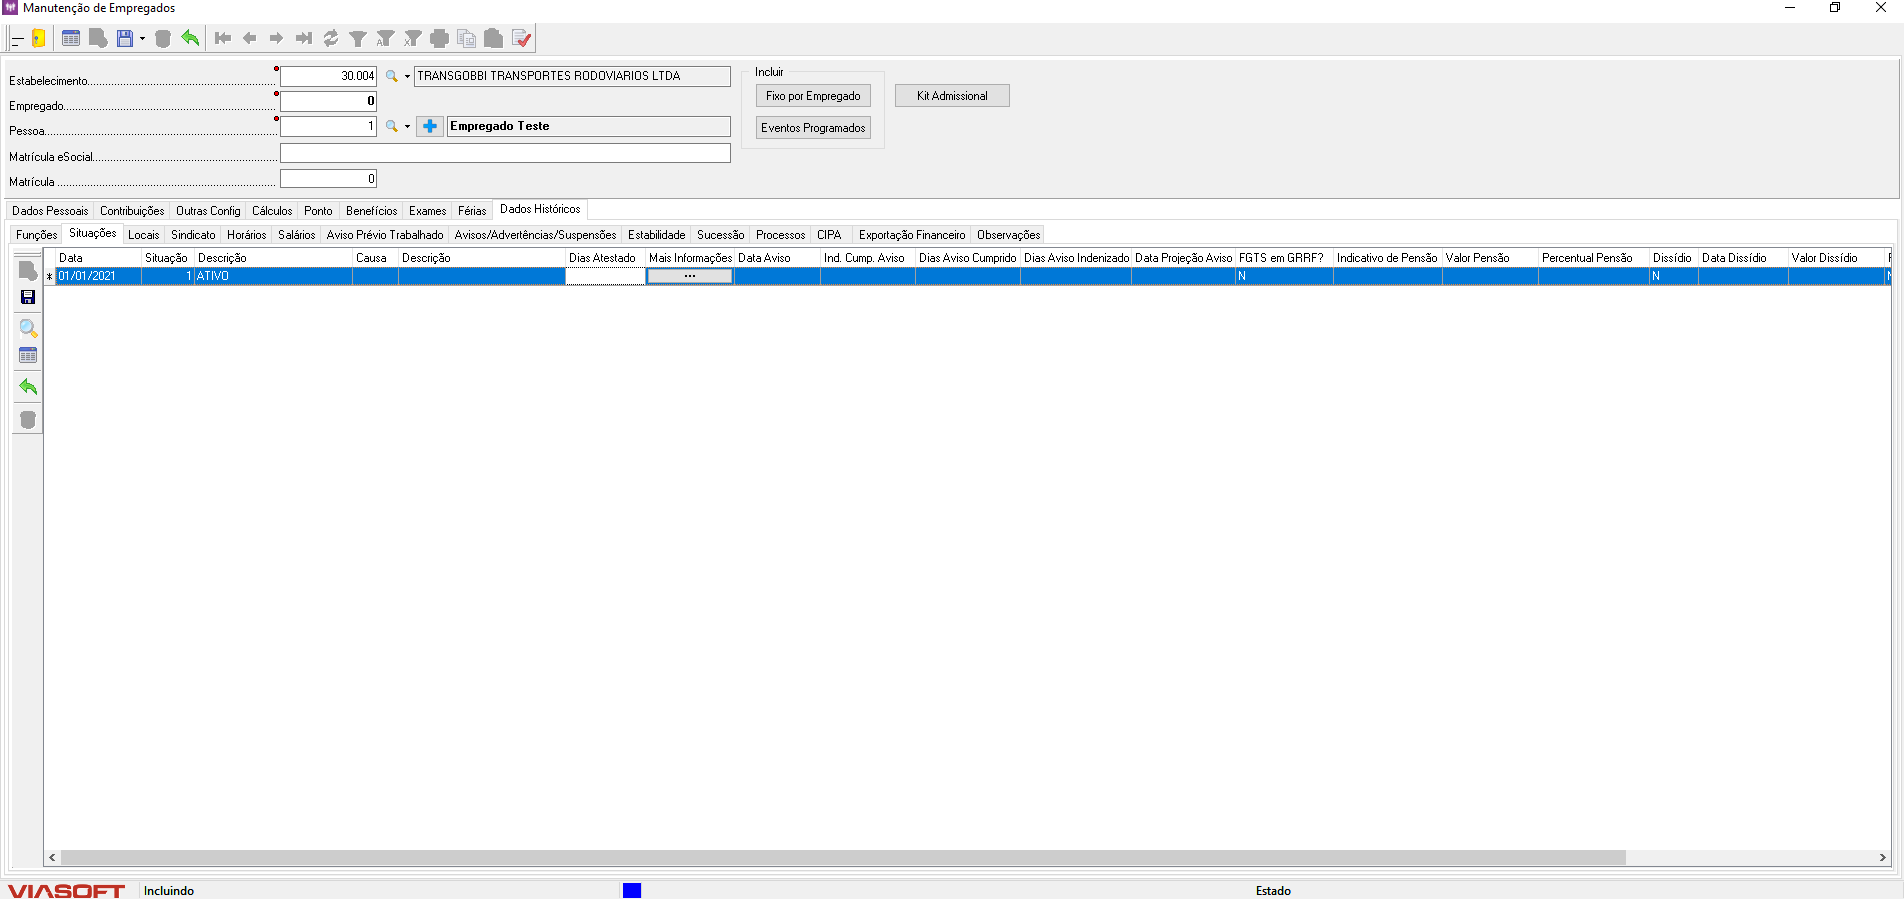 Manutenção de Empregados
Estabelecimento 30.004 TRANSGOBBI TRANSPORTES RODOVIARIOS LTDA
Empregado 0
Pessoa 1 Empregado Teste
Matrícula eSocial
Matrícula 0
Incluir
Fixo por Empregado
Eventos Programados
Kit Admissional
Dados Pessoais Contribuições Outras Config Cálculos Ponto Benefícios Exames Férias Dados Históricos
Funções Situações Locais Sindicato Horários Salários Aviso Prévio Trabalhado Avisos/Advertências/Suspensões Estabilidade Sucessão Processos CIPA Exportação Financeiro Observações
Data Situação Descrição Causa Descrição Dias Atestado Mais Informações Data Aviso Ind. Cump. Aviso Dias Aviso Cumprido Dias Aviso Indenizado Data Projeção Aviso FGTS em GRRF? Indicativo de Pensão Valor Pensão Percentual Pensão Dissídio Data Dissídio Valor Dissídio
* 01/01/2021 1 ATIVO ... N N
VIASOFT Incluindo Estado